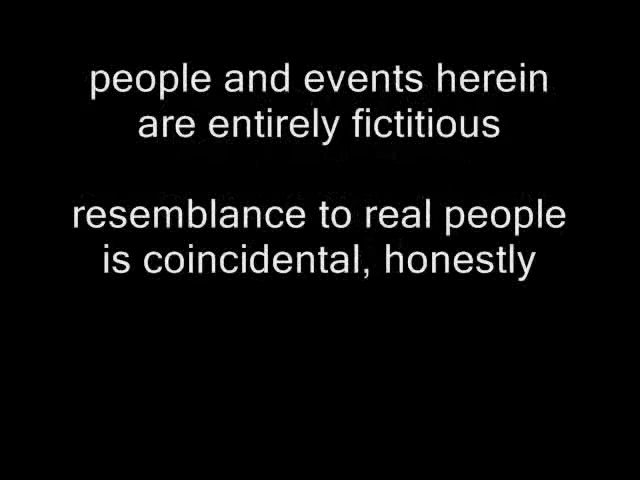 people and events herein
are entirely fictitious
resemblance to real people
is coincidental, honestly